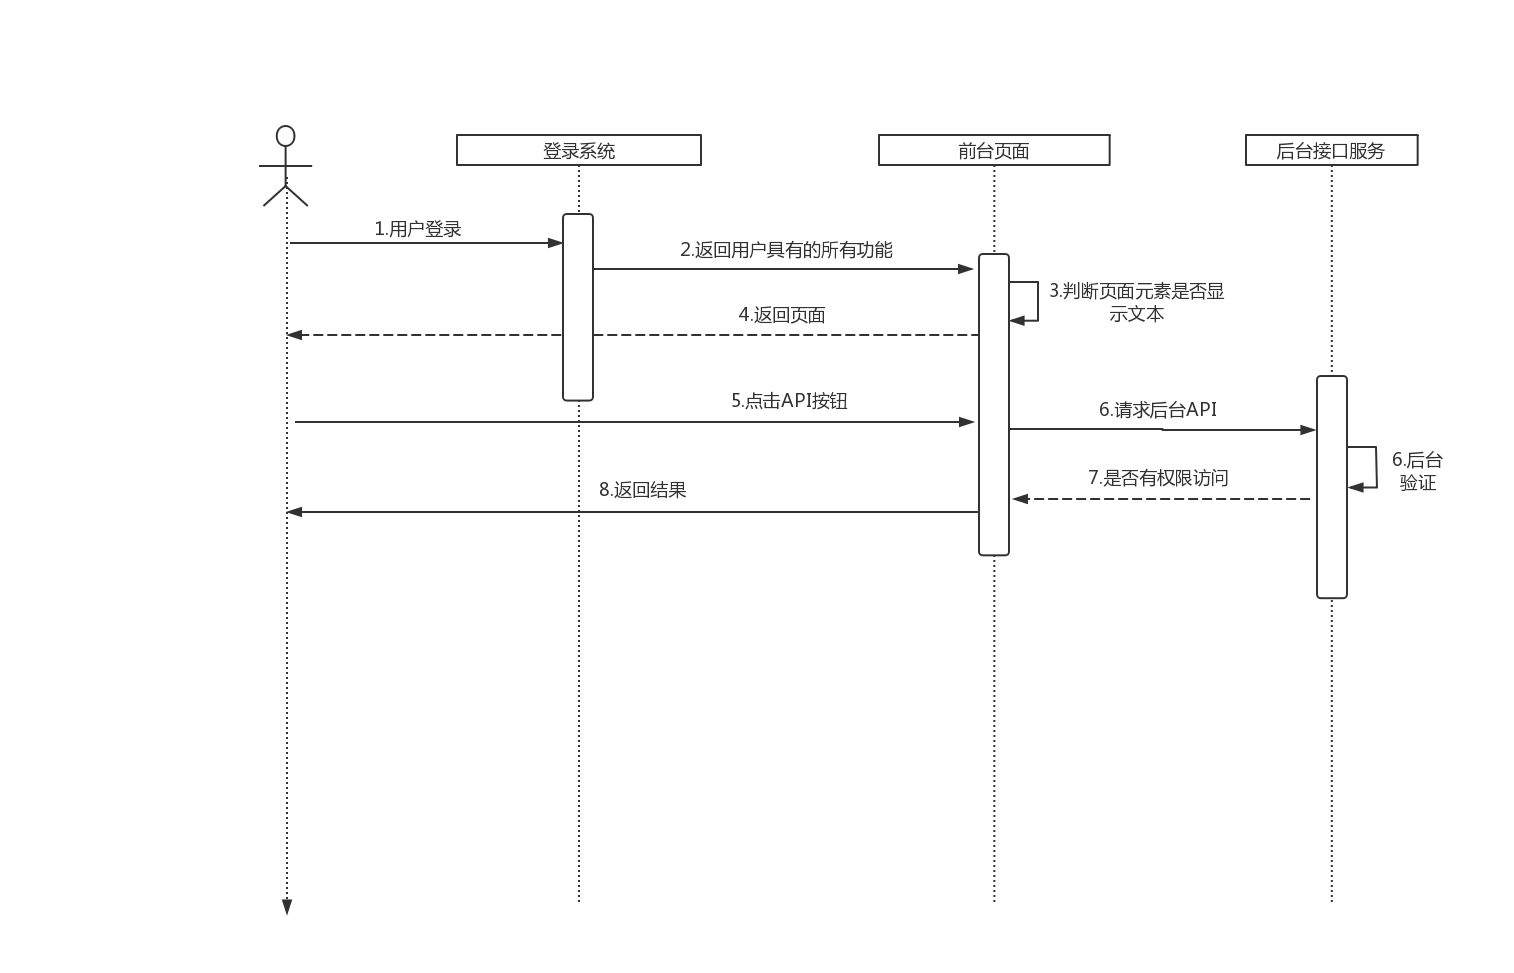 登录系统
前台页面
后台接口服务
1.用户登录
2.返回用户具有的所有功能
3.判断页面元素是否显
示文本
4.返回页面
5.点击API按钮
6.请求后台API
6.后台
验证
7.是否有权限访问
8.返回结果